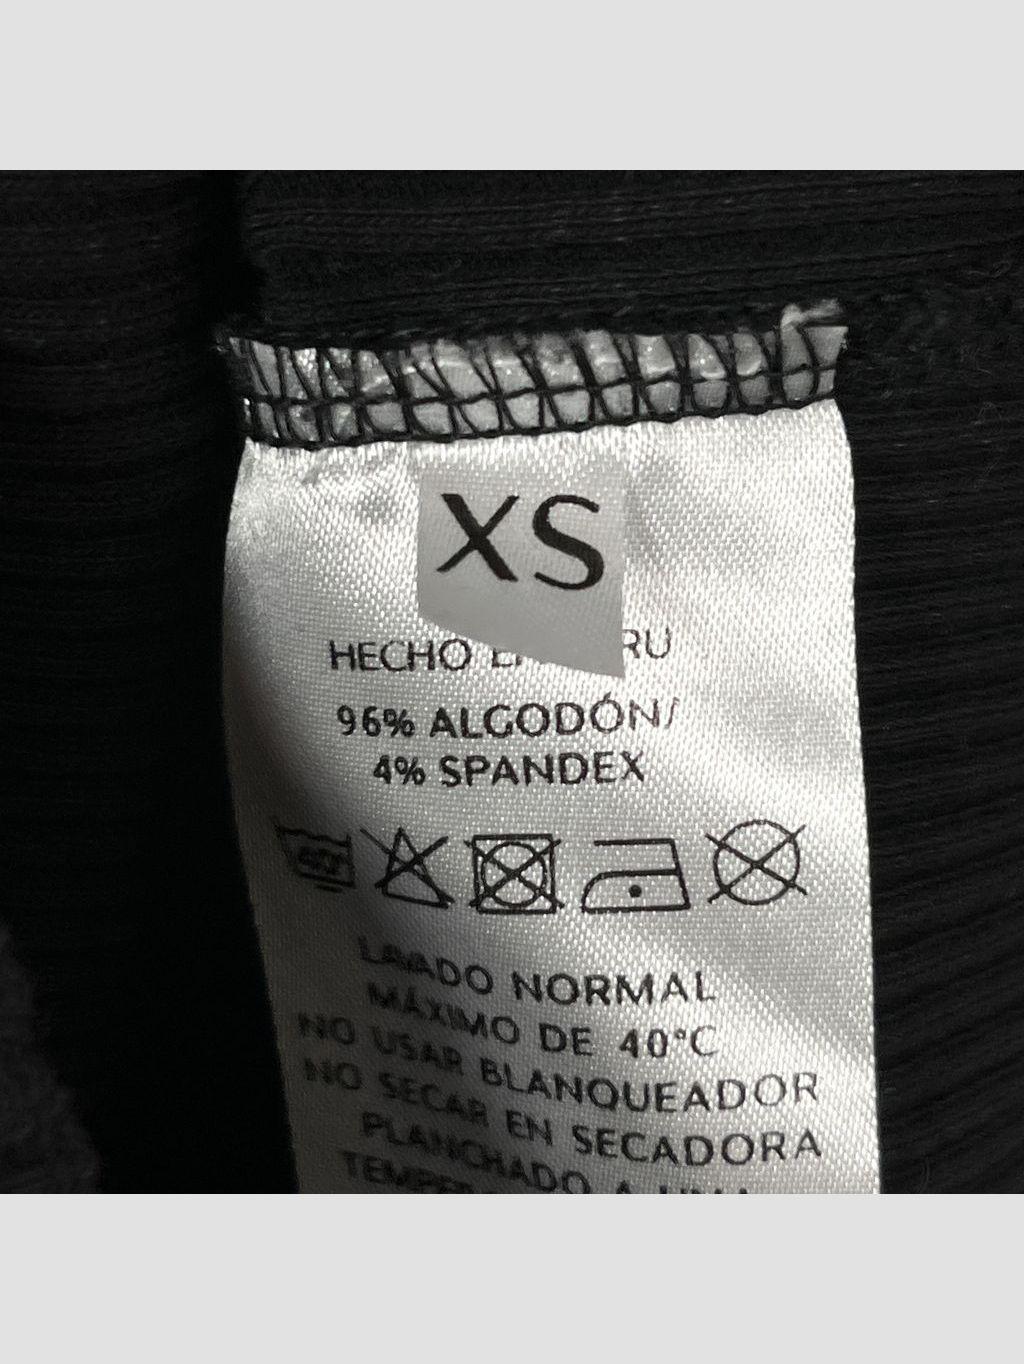 XS
HECHO
96% ALGODÓN/
4% SPANDEX
LAVADO NORMAL
MÁXIMO DE 40°C
NO USAR BLANQUEADOR
NO SECAR EN SECADORA
PLANCHADO A